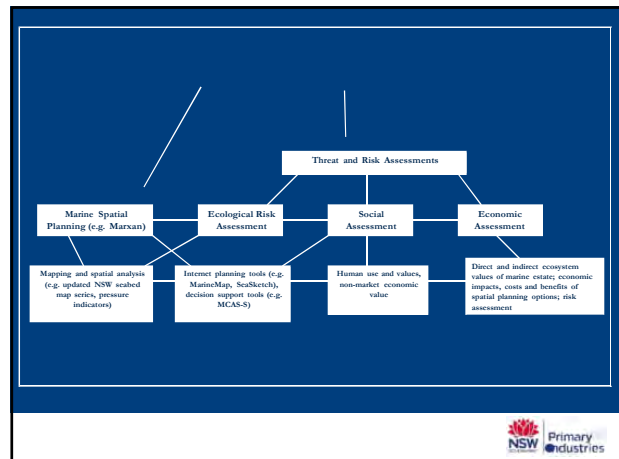 Threat and Risk Assessments
Marine Spatial
Planning (e.g. Marxan)
Ecological Risk
Assessment
Social
Assessment
Economic
Assessment
Mapping and spatial analysis
(e.g. updated NSW seabed
map series, pressure
indicators)
Internet planning tools (e.g.
MarineMap, SeaSketch),
decision support tools (e.g.
MCAS-S)
Human use and values,
non-market economic
value
Direct and indirect ecosystem
values of marine estate; economic
impacts, costs and benefits of
spatial planning options; risk
assessment
NSW
Primary
Industries